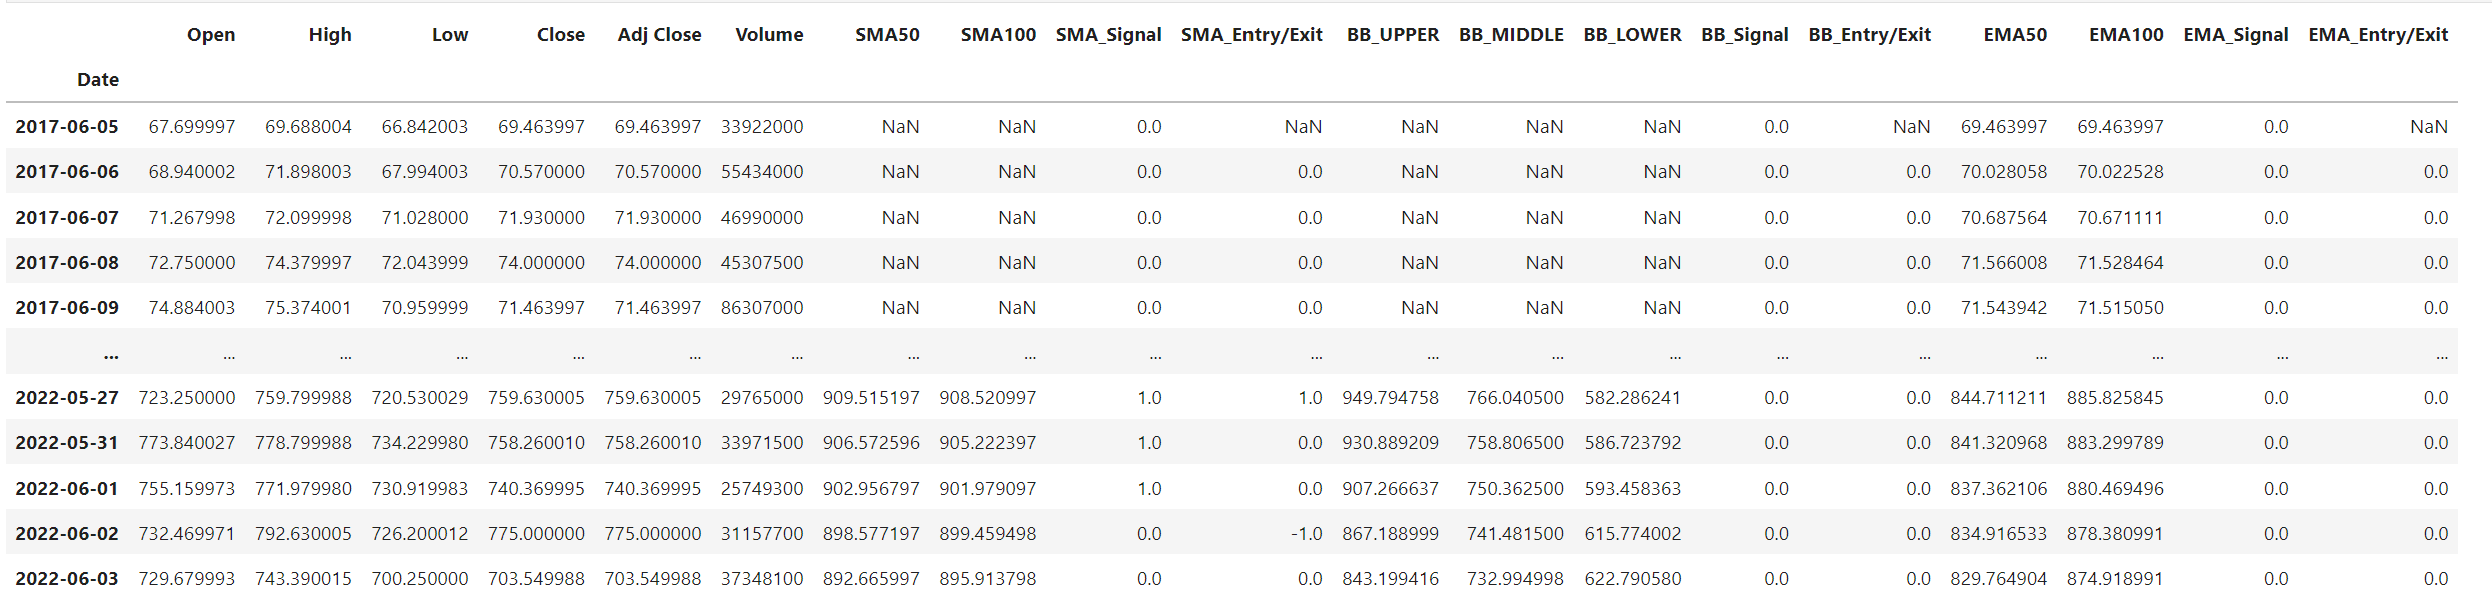 Open High Low Close Adj Close Volume SMA50 SMA100 SMA_Signal SMA_Entry/Exit BB_UPPER BB_MIDDLE BB_LOWER BB_Signal BB_Entry/Exit EMA50 EMA100 EMA_Signal EMA_Entry/Exit
Date
2017-06-05 67.699997 69.688004 66.842003 69.463997 69.463997 33922000 NaN NaN 0.0 NaN NaN NaN NaN 0.0 NaN 69.463997 69.463997 0.0 NaN
2017-06-06 68.940002 71.898003 67.994003 70.570000 70.570000 55434000 NaN NaN 0.0 0.0 NaN NaN NaN 0.0 0.0 70.028058 70.022528 0.0 0.0
2017-06-07 71.267998 72.099998 71.028000 71.930000 71.930000 46990000 NaN NaN 0.0 0.0 NaN NaN NaN 0.0 0.0 70.687564 70.671111 0.0 0.0
2017-06-08 72.750000 74.379997 72.043999 74.000000 74.000000 45307500 NaN NaN 0.0 0.0 NaN NaN NaN 0.0 0.0 71.566008 71.528464 0.0 0.0
2017-06-09 74.884003 75.374001 70.959999 71.463997 71.463997 86307000 NaN NaN 0.0 0.0 NaN NaN NaN 0.0 0.0 71.543942 71.515050 0.0 0.0
... ... ... ... ... ... ... ... ... ... ... ... ... ... ... ... ... ... ... ...
2022-05-27 723.250000 759.799988 720.530029 759.630005 759.630005 29765000 909.515197 908.520997 1.0 1.0 949.794758 766.040500 582.286241 0.0 0.0 844.711211 885.825845 0.0 0.0
2022-05-31 773.840027 778.799988 734.229980 758.260010 758.260010 33971500 906.572596 905.222397 1.0 0.0 930.889209 758.806500 586.723792 0.0 0.0 841.320968 883.299789 0.0 0.0
2022-06-01 755.159973 771.979980 730.919983 740.369995 740.369995 25749300 902.956797 901.979097 1.0 0.0 907.266637 750.362500 593.458363 0.0 0.0 837.362106 880.469496 0.0 0.0
2022-06-02 732.469971 792.630005 726.200012 775.000000 775.000000 31157700 898.577197 899.459498 0.0 -1.0 867.188999 741.481500 615.774002 0.0 0.0 834.916533 878.380991 0.0 0.0
2022-06-03 729.679993 743.390015 700.250000 703.549988 703.549988 37348100 892.665997 895.913798 0.0 0.0 843.199416 732.994998 622.790580 0.0 0.0 829.764904 874.918991 0.0 0.0